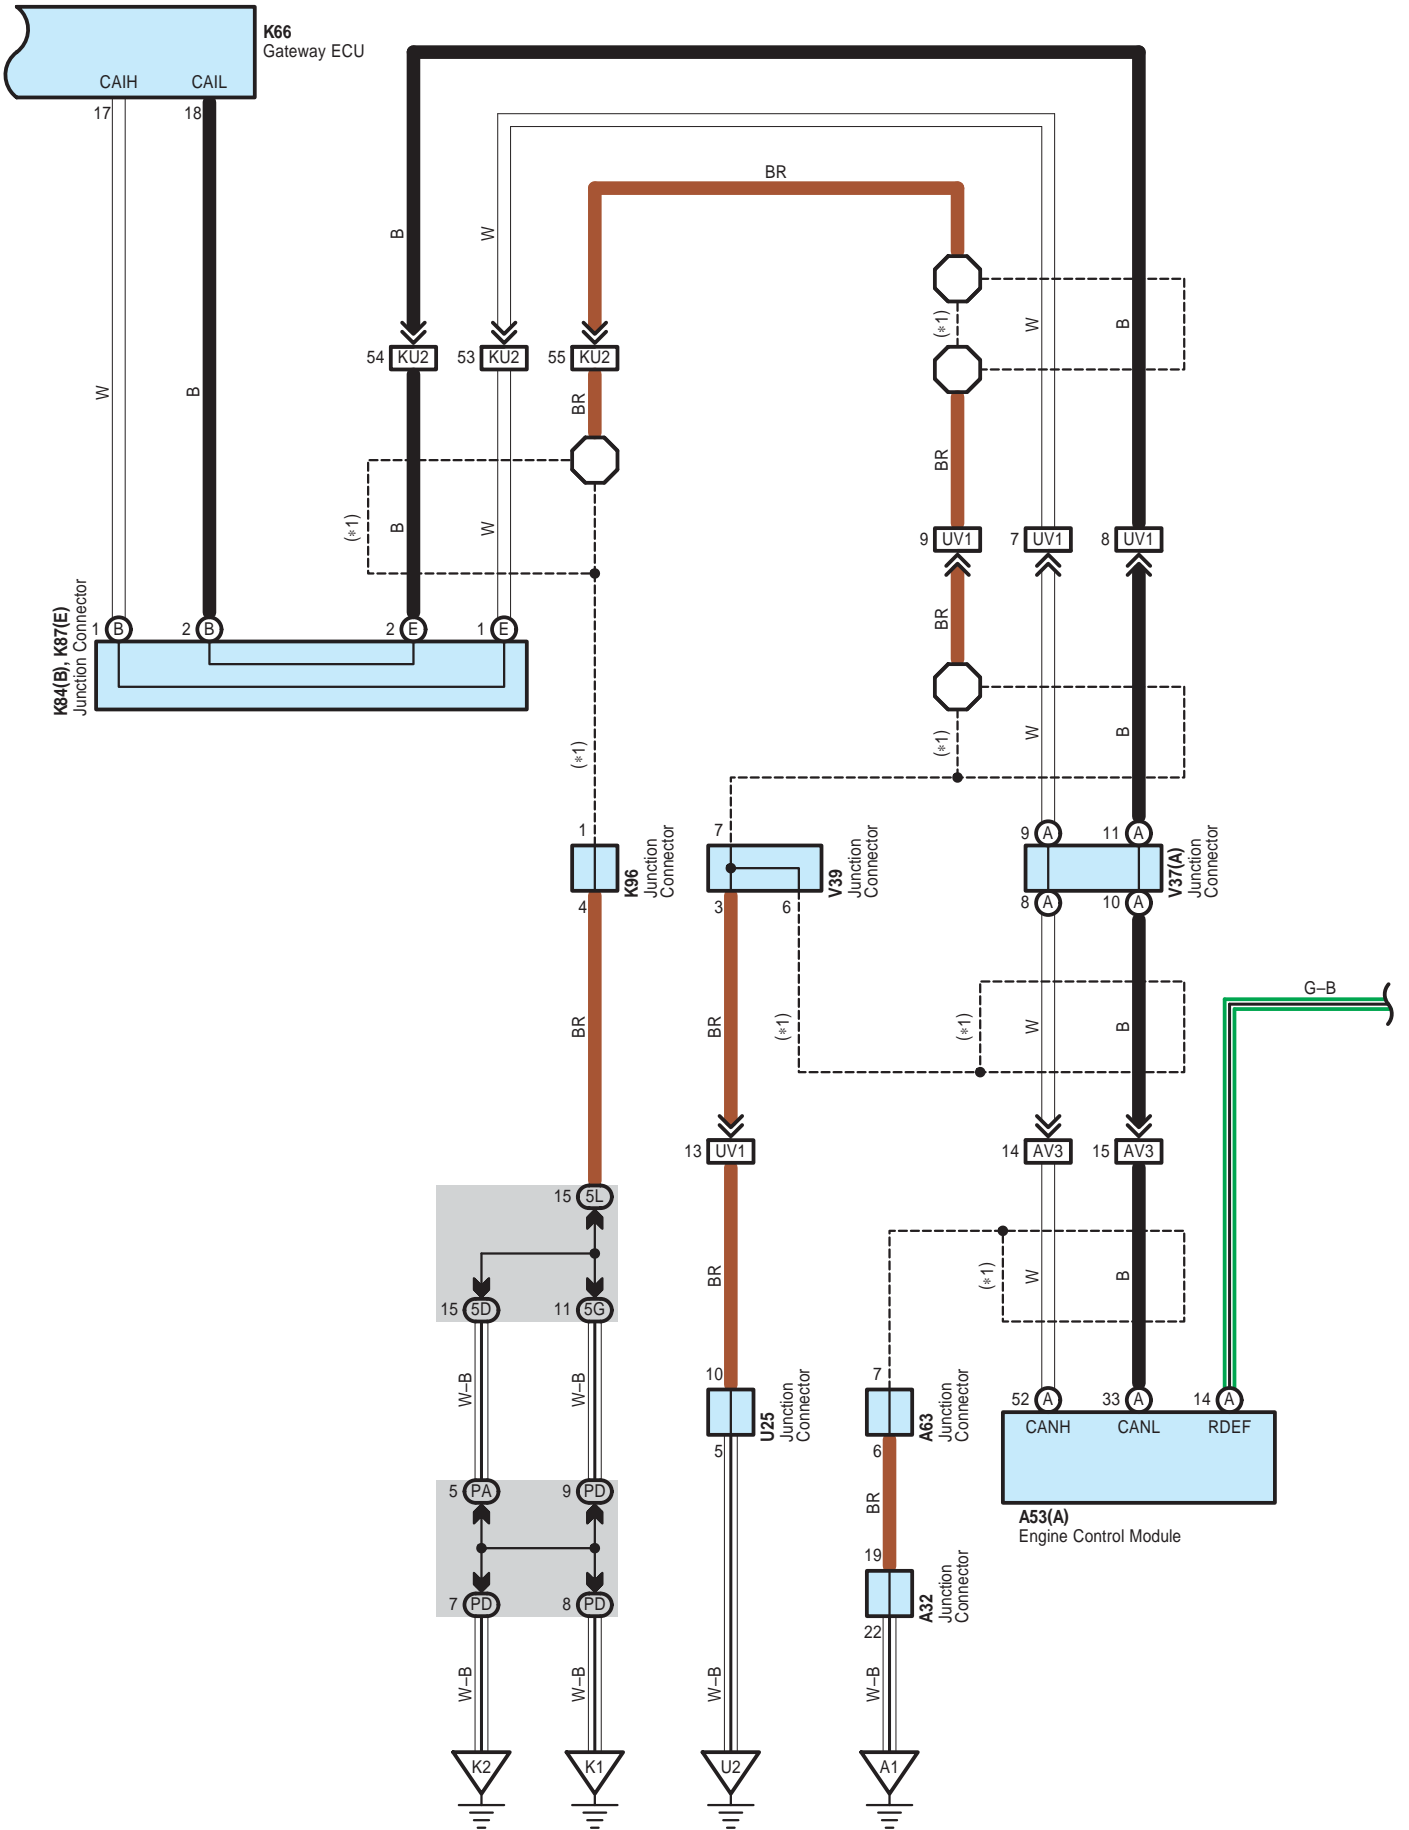 K66
Gateway ECU
CAIH CAIL
17 18
BR
B W
(*1) W B
54 KU2 53 KU2 55 KU2
W B BR
BR
(*1) B W
9 UV1 7 UV1 8 UV1
K84(B), K87(E)
Junction Connector
1 B 2 B 2 E 1 E
BR
(*1) (*1) W B
1 7 9 A 11 A
K96
Junction
Connector
V39
Junction
Connector
V37(A)
Junction
Connector
4 3 6 8 A 10 A
G–B
BR BR (*1) (*1) W B
13 UV1 14 AV3 15 AV3
15 5L
BR (*1) W B
15 5D 11 5G
10 7
W–B W–B
U25
Junction
Connector
A63
Junction
Connector
52 A 33 A 14 A
CANH CANL RDEF
5 6
5 PA 9 PD
BR
A53(A)
Engine Control Module
19
A32
Junction
Connector
7 PD 8 PD
22
W–B W–B W–B W–B
K2 K1 U2 A1